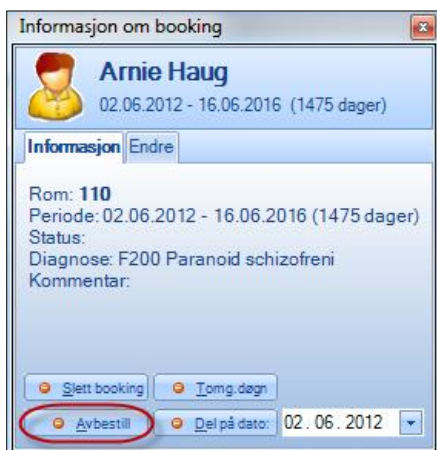 Informasjon om booking
Arnie Haug
02.06.2012 - 16.06.2016 (1475 dager)
Informasjon Endre
Rom: 110
Periode: 02.06.2012 - 16.06.2016 (1475 dager)
Status:
Diagnose: F200 Paranoid schizofreni
Kommentar:
Slett booking Tomg.døgn
Avbestill Del på dato: 02.06.2012